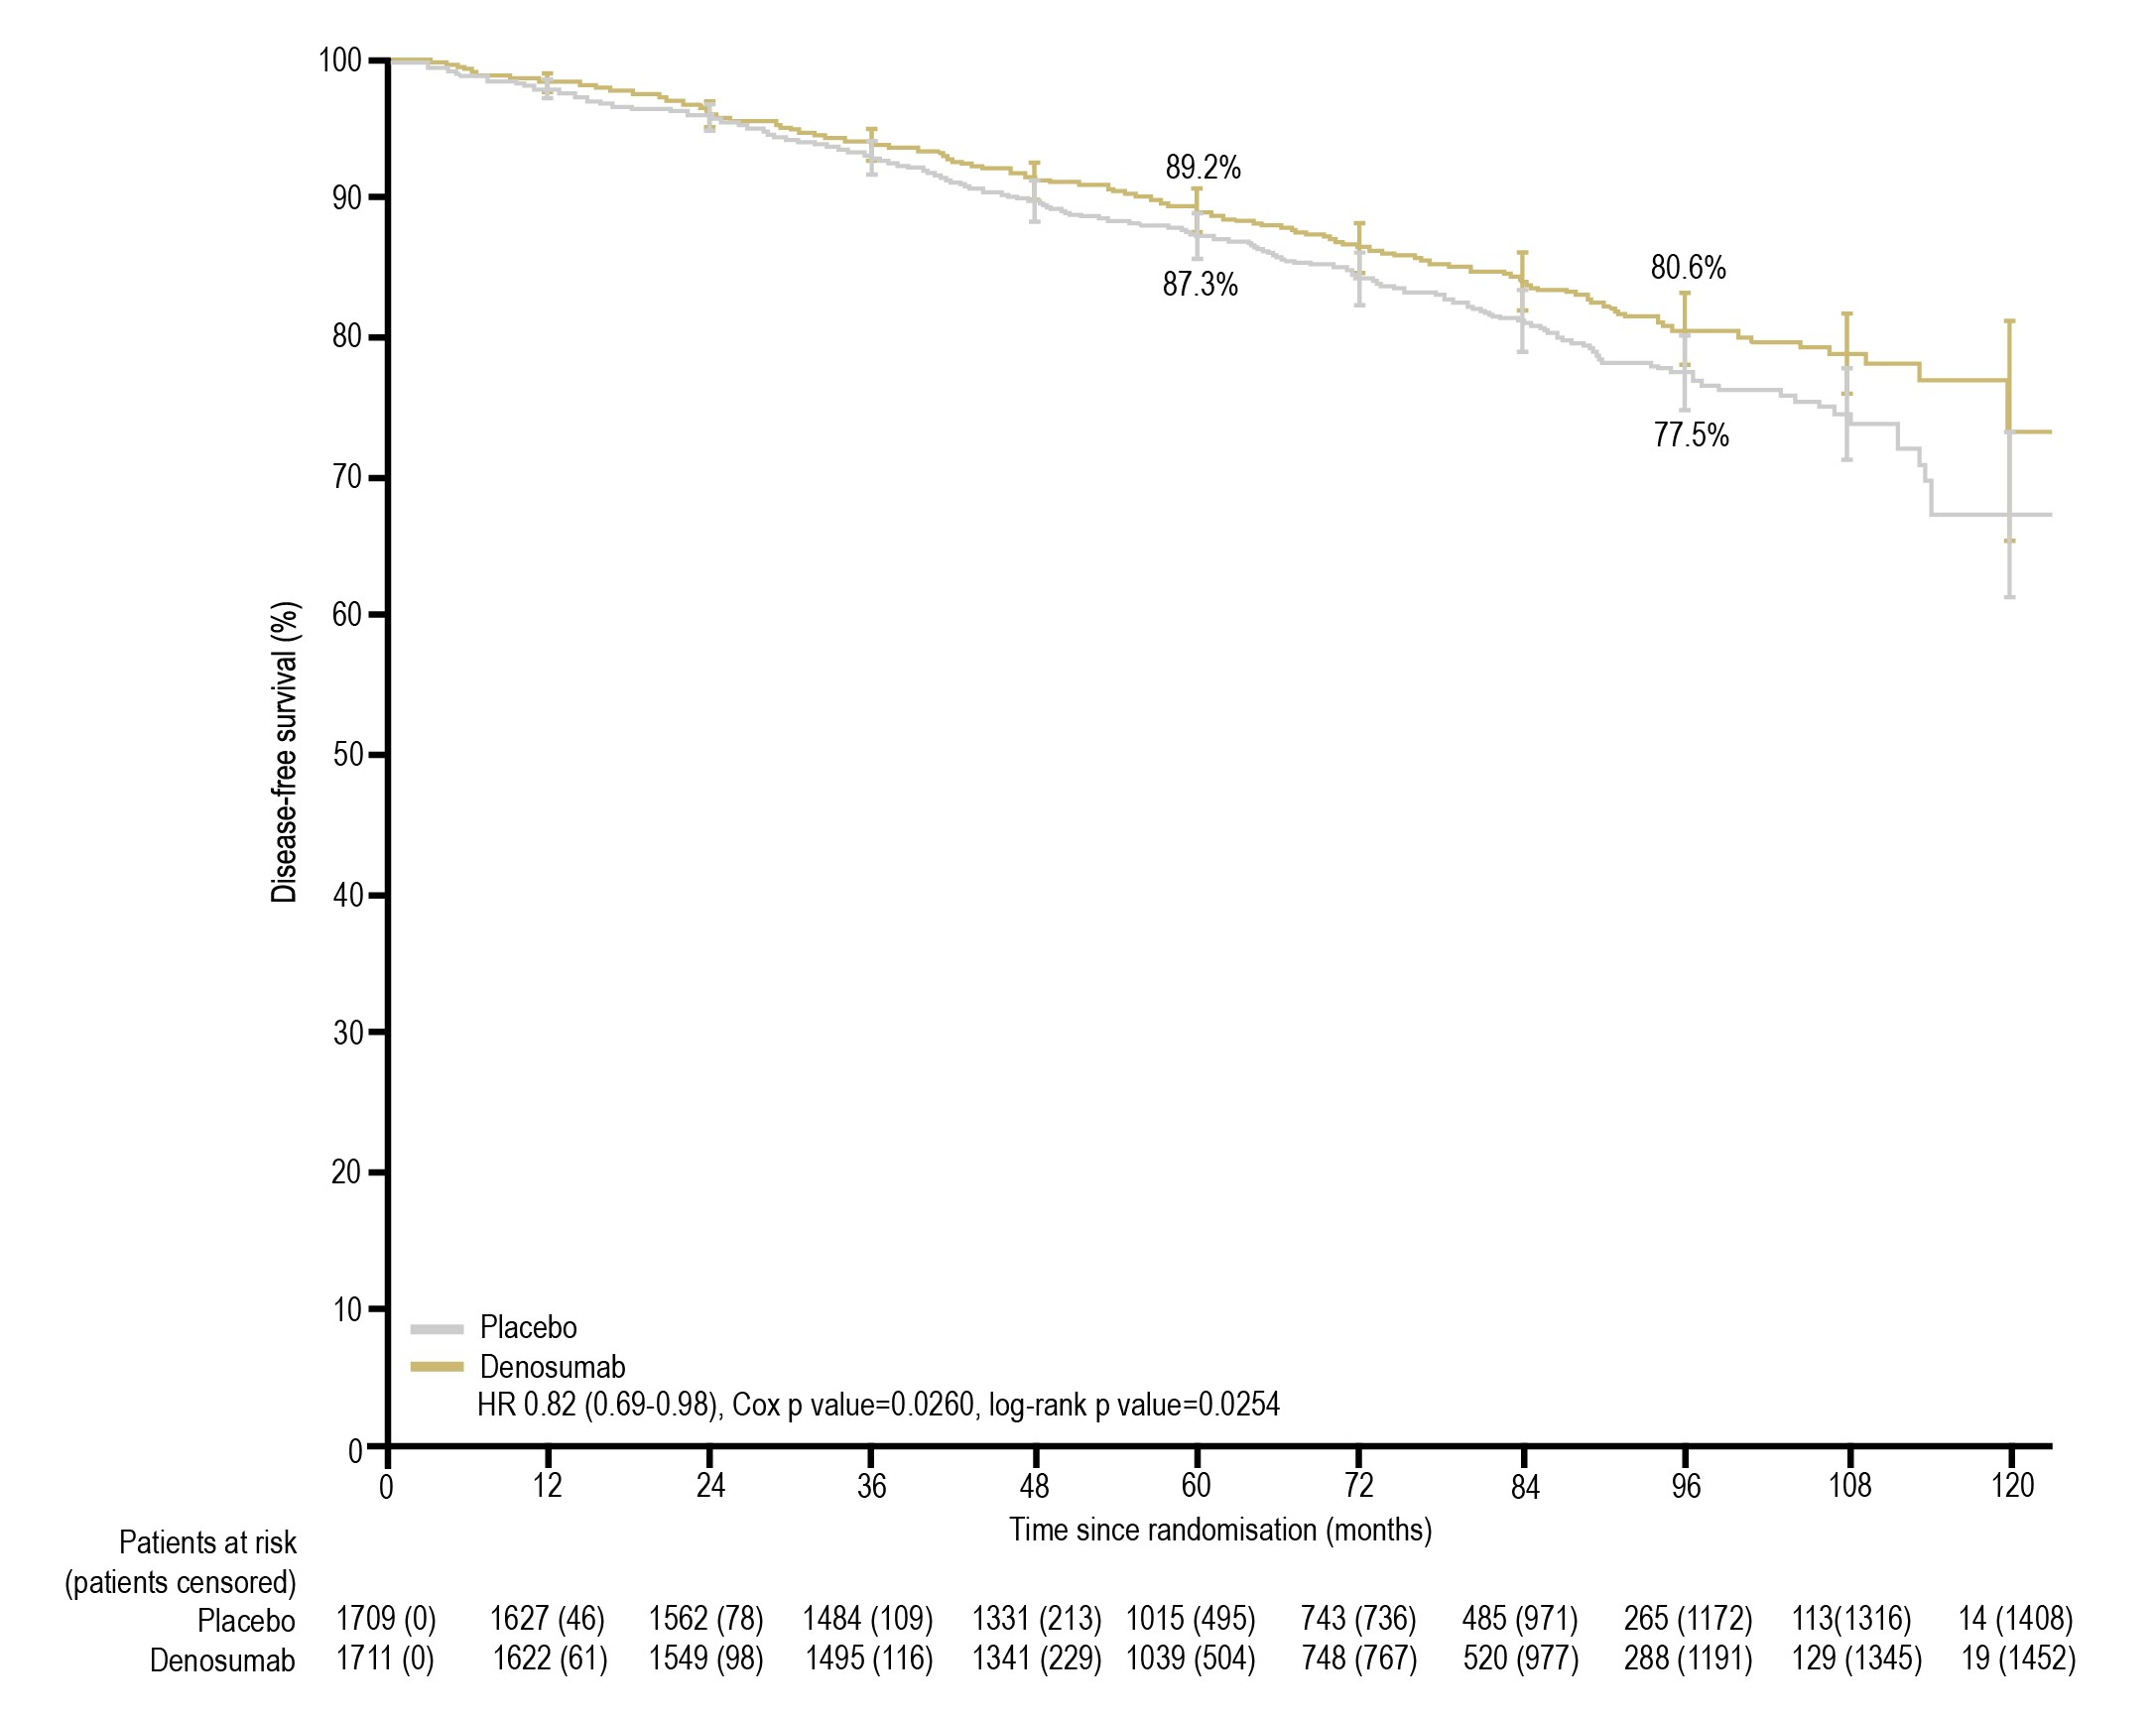 100
90
80
70
60
50
40
30
20
10
0
Disease-free survival (%)
89.2%
87.3%
80.6%
77.5%
Placebo
Denosumab
HR 0.82 (0.69-0.98), Cox p value=0.0260, log-rank p value=0.0254
0 12 24 36 48 60 72 84 96 108 120
Time since randomisation (months)
Patients at risk
(patients censored)
Placebo 1709 (0) 1627 (46) 1562 (78) 1484 (109) 1331 (213) 1015 (495) 743 (736) 485 (971) 265 (1172) 113(1316) 14 (1408)
Denosumab 1711 (0) 1622 (61) 1549 (98) 1495 (116) 1341 (229) 1039 (504) 748 (767) 520 (977) 288 (1191) 129 (1345) 19 (1452)